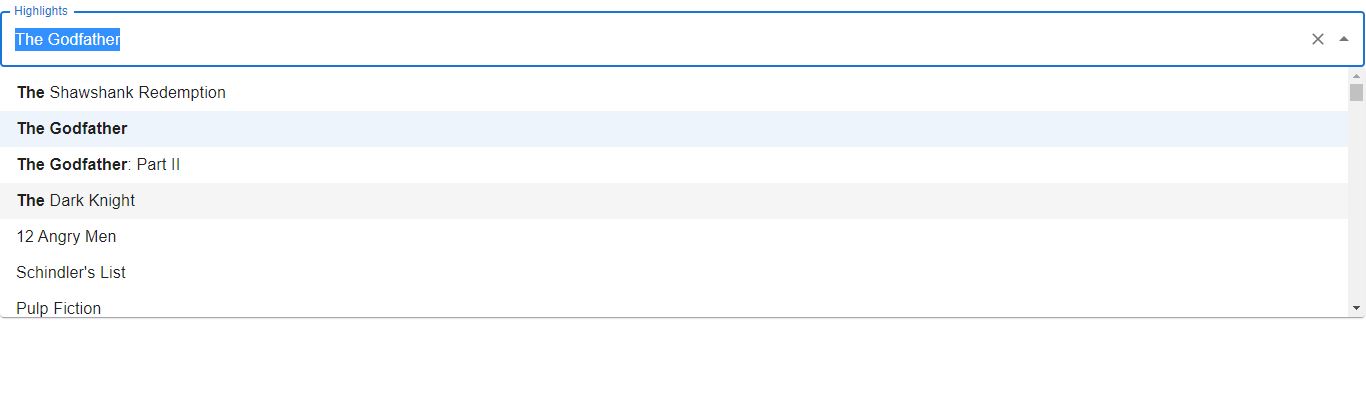 Highlights
The Godfather
The Shawshank Redemption
The Godfather
The Godfather: Part II
The Dark Knight
12 Angry Men
Schindler's List
Pulp Fiction